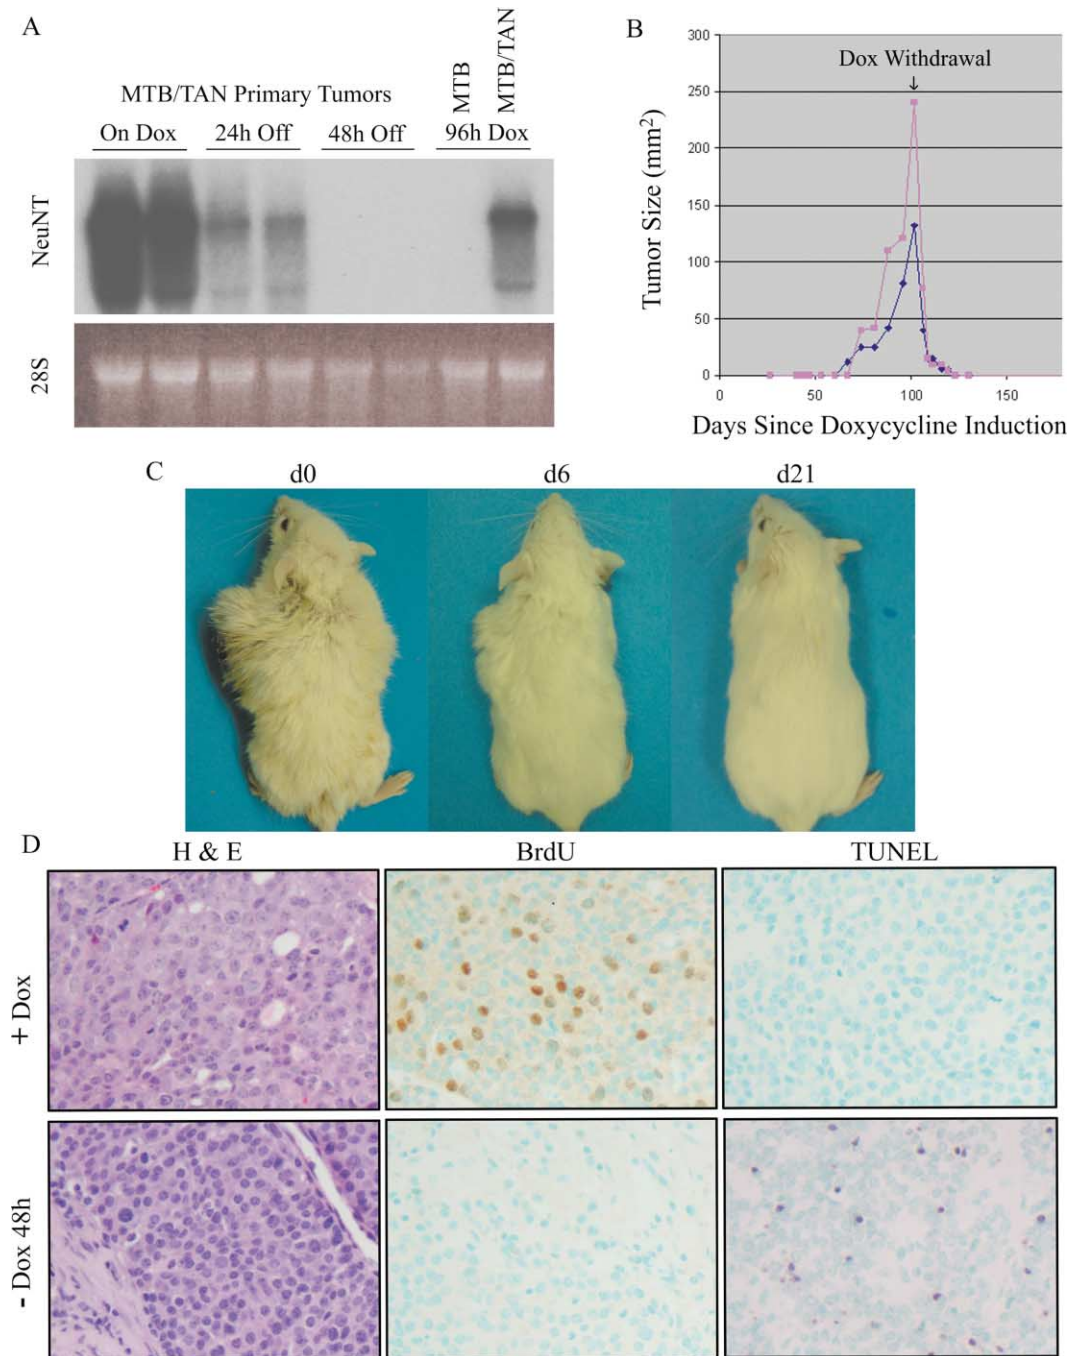 A
MTB/TAN Primary Tumors
On Dox 24h Off 48h Off 96h Dox
MTB
MTB/TAN
NeuNT
28S
B
Dox Withdrawal
Tumor Size (mm²)
300
250
200
150
100
50
0
0 50 100 150
Days Since Doxycycline Induction
C
d0 d6 d21
D
H & E BrdU TUNEL
+ Dox
- Dox 48h